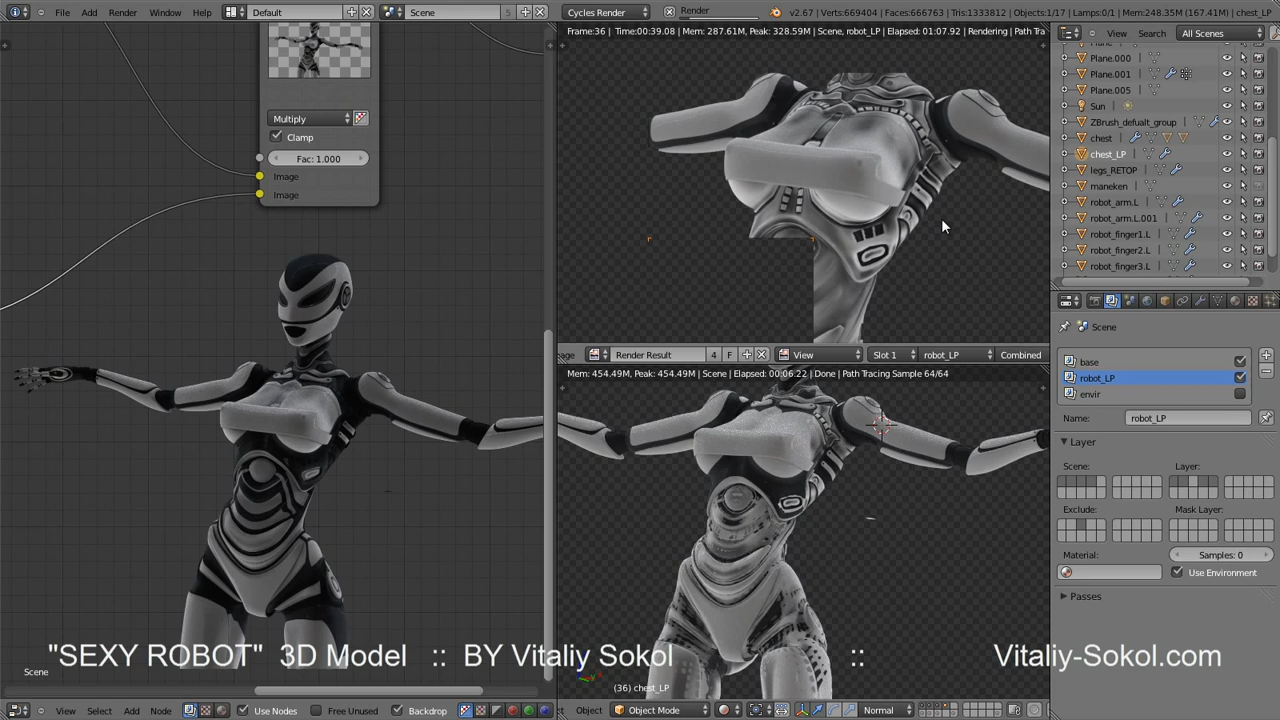 File Add Render Window Help Default Scene 5 Cycles Render Render v2.67 | Verts:669404 | Faces:666763 | Tris:1333812 | Objects:1/17 | Lamps:0/1 | Mem:248.35M (167.41M) | chest_LP
Frame:36 | Time:00:39.08 | Mem: 287.61M, Peak: 328.59M | Scene, robot_LP | Elapsed: 01:07.92 | Rendering | Path Tra
View Search All Scenes
Plane
Plane.000
Plane.001
Plane.005
Sun
ZBrush_defualt_group
chest
chest_LP
legs_RETOP
maneken
robot_arm.L
robot_arm.L.001
robot_finger1.L
robot_finger2.L
robot_finger3.L
Multiply
Clamp
Fac: 1.000
Image
Image
Render Result 4 F View Slot 1 robot_LP Combined
Mem: 454.49M, Peak: 454.49M | Scene | Elapsed: 00:06.22 | Done | Path Tracing Sample 64/64
Scene
base
robot_LP
envir
Name: robot_LP
Layer
Scene: Layer:
Exclude: Mask Layer:
Material: Samples: 0
Use Environment
Passes
"SEXY ROBOT" 3D Model :: BY Vitaliy Sokol :: Vitaliy-Sokol.com
Scene
(36) chest_LP
View Select Add Node Use Nodes Free Unused Backdrop Object Object Mode Normal